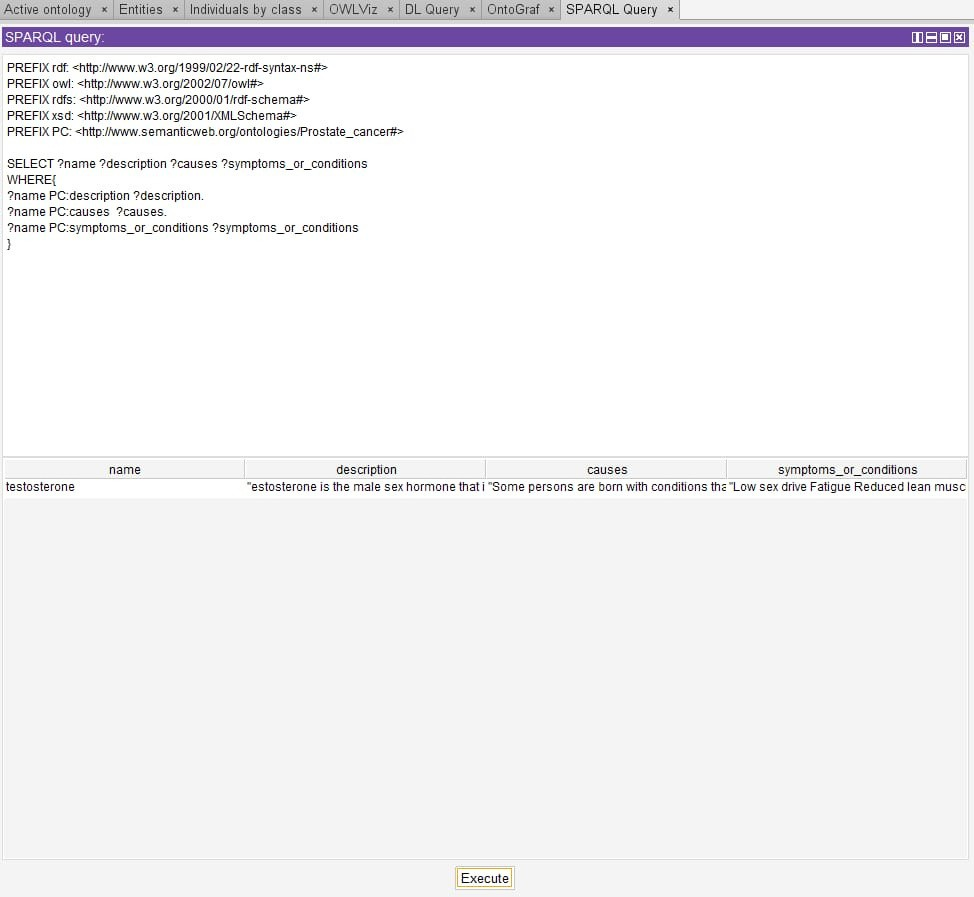 Active ontology × Entities × Individuals by class × OWLViz × DL Query × OntoGraf × SPARQL Query ×
SPARQL query:
PREFIX rdf: <http://www.w3.org/1999/02/22-rdf-syntax-ns#>
PREFIX owl: <http://www.w3.org/2002/07/owl#>
PREFIX rdfs: <http://www.w3.org/2000/01/rdf-schema#>
PREFIX xsd: <http://www.w3.org/2001/XMLSchema#>
PREFIX PC: <http://www.semanticweb.org/ontologies/Prostate_cancer#>
SELECT ?name ?description ?causes ?symptoms_or_conditions
WHERE{
?name PC:description ?description.
?name PC:causes  ?causes.
?name PC:symptoms_or_conditions ?symptoms_or_conditions
}
name description causes symptoms_or_conditions
testosterone "estosterone is the male sex hormone that i "Some persons are born with conditions tha "Low sex drive Fatigue Reduced lean musc
Execute